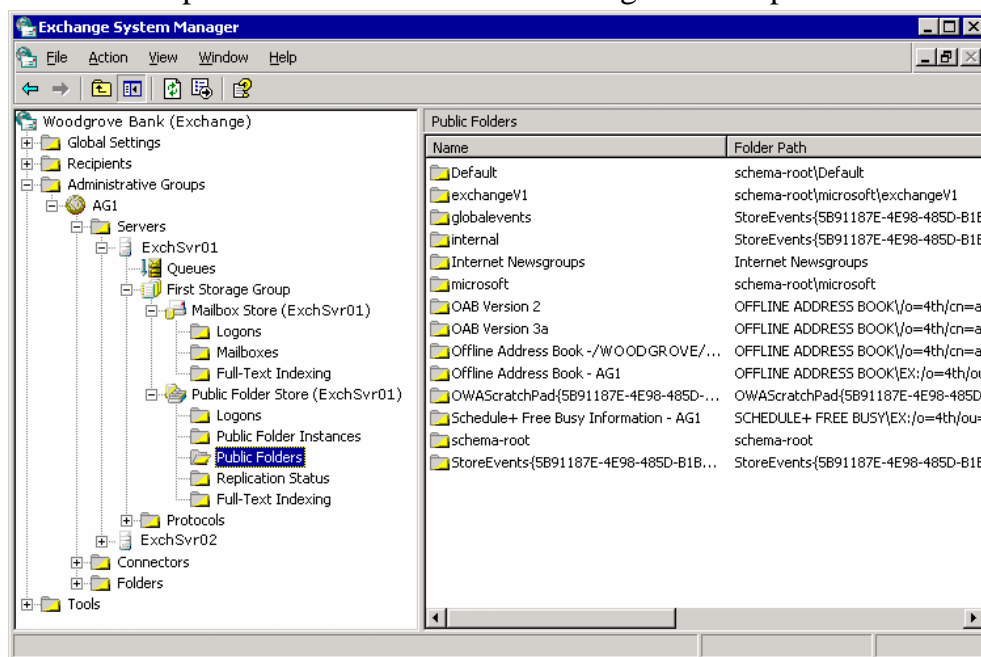 Exchange System Manager
File Action View Window Help
Woodgrove Bank (Exchange)
Global Settings
Recipients
Administrative Groups
AG1
Servers
ExchSvr01
Queues
First Storage Group
Mailbox Store (ExchSvr01)
Logons
Mailboxes
Full-Text Indexing
Public Folder Store (ExchSvr01)
Logons
Public Folder Instances
Public Folders
Replication Status
Full-Text Indexing
Protocols
ExchSvr02
Connectors
Folders
Tools
Public Folders
Name Folder Path
Default schema-root\Default
exchangeV1 schema-root\microsoft\exchangeV1
globalevents StoreEvents{5B91187E-4E98-485D-B1E
internal StoreEvents{5B91187E-4E98-485D-B1E
Internet Newsgroups Internet Newsgroups
microsoft schema-root\microsoft
OAB Version 2 OFFLINE ADDRESS BOOK\/o=4th/cn=a
OAB Version 3a OFFLINE ADDRESS BOOK\/o=4th/cn=a
Offline Address Book -/WOODGROVE/... OFFLINE ADDRESS BOOK\/o=4th/cn=a
Offline Address Book - AG1 OFFLINE ADDRESS BOOK\EX:/o=4th/ou
OWAScratchPad{5B91187E-4E98-485D-... OWAScratchPad{5B91187E-4E98-485D
Schedule+ Free Busy Information - AG1 SCHEDULE+ FREE BUSY\EX:/o=4th/ou=
schema-root schema-root
StoreEvents{5B91187E-4E98-485D-B1B... StoreEvents{5B91187E-4E98-485D-B1E